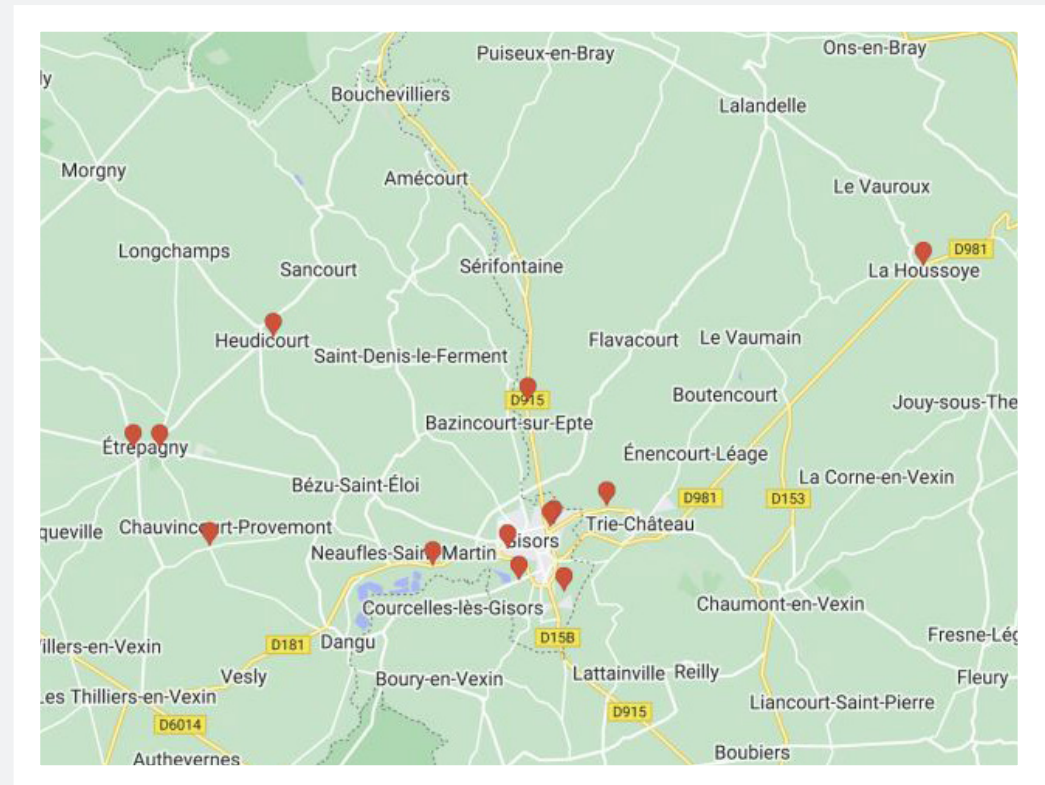 Puiseux-en-Bray
Ons-en-Bray
ly
Bouchevilliers
Lalandelle
Morgny
Amécourt
Le Vauroux
Longchamps
Sancourt
Sérifontaine
D981
La Houssoye
Heudicourt
Saint-Denis-le-Ferment
Flavacourt
Le Vaumain
D915
Boutencourt
Jouy-sous-The
Bazincourt-sur-Epte
Étrépagny
Énencourt-Léage
La Corne-en-Vexin
Bézu-Saint-Éloi
D981
D153
queville
Chauvincourt-Provemont
Trie-Château
Gisors
Neaufles-Saint-Martin
Courcelles-lès-Gisors
Chaumont-en-Vexin
D15B
Fresne-Lég
illers-en-Vexin
D181
Dangu
Vesly
Boury-en-Vexin
Lattainville
Reilly
Fleury
Les Thilliers-en-Vexin
D915
Liancourt-Saint-Pierre
D6014
Boubiers
Authevernes